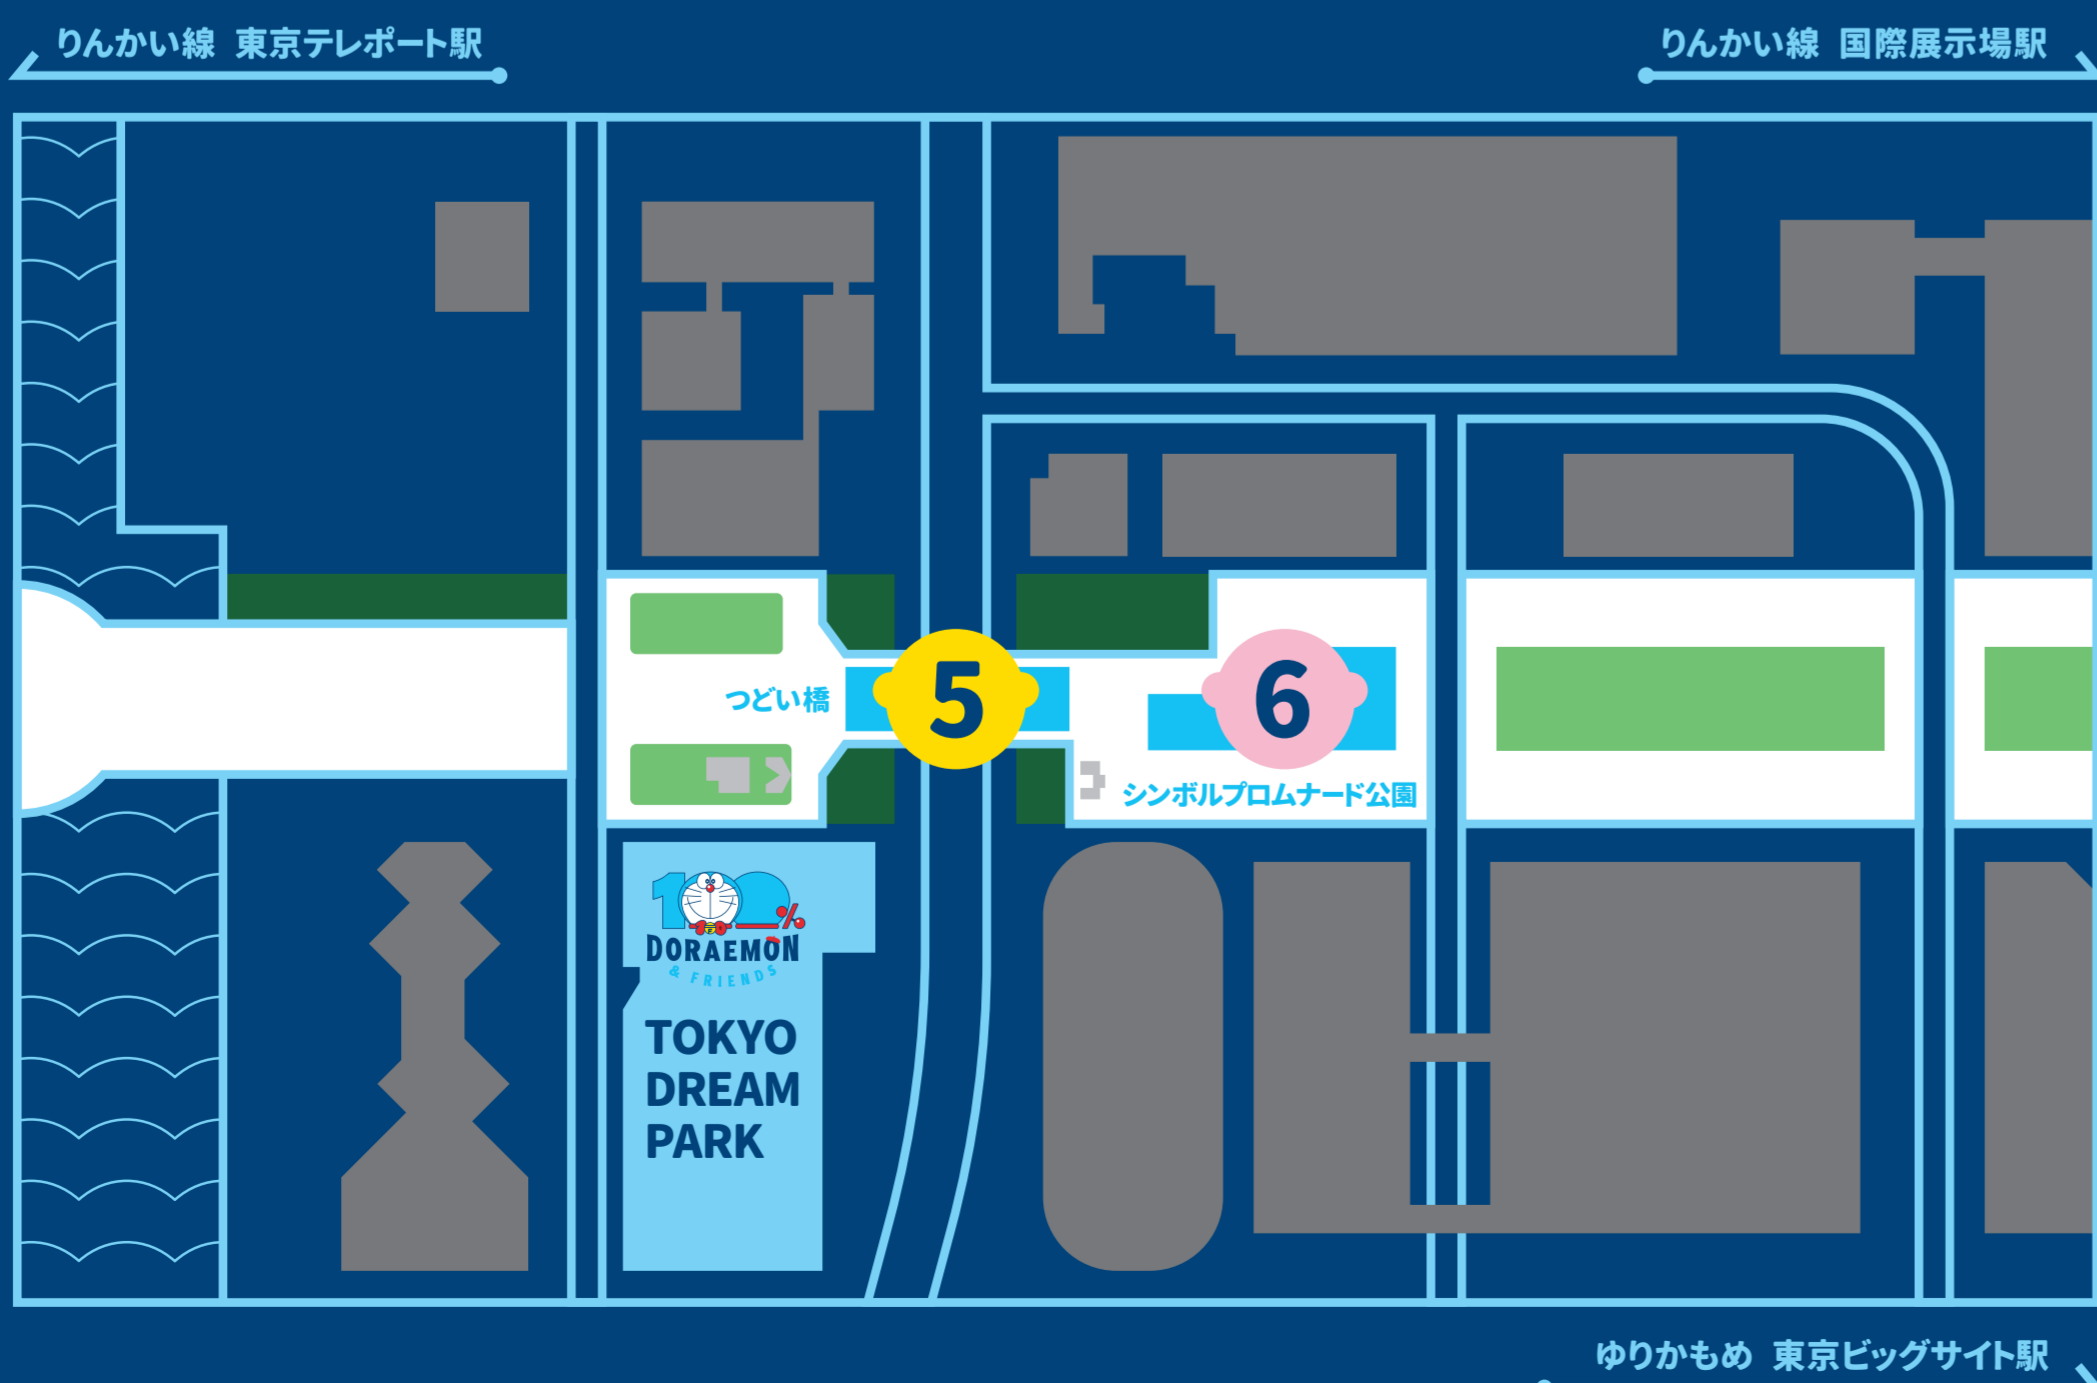 りんかい線 東京テレポート駅
りんかい線 国際展示場駅
5
6
つどい橋
シンボルプロムナード公園
100%
DORAEMON
& FRIENDS
TOKYO
DREAM
PARK
ゆりかもめ 東京ビッグサイト駅